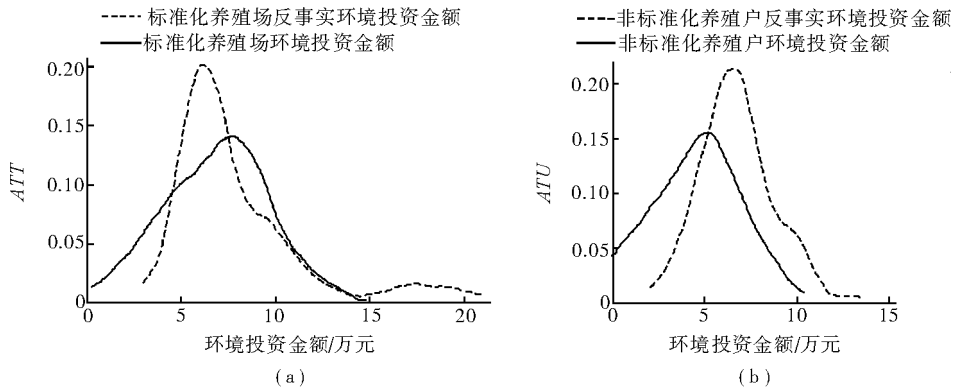 标准化养殖场反事实环境投资金额
标准化养殖场环境投资金额
0.20
0.15
0.10
0.05
0
ATT
0 5 10 15 20
环境投资金额/万元
(a)
非标准化养殖户反事实环境投资金额
非标准化养殖户环境投资金额
0.20
0.15
0.10
0.05
0
ATU
0 5 10 15
环境投资金额/万元
(b)